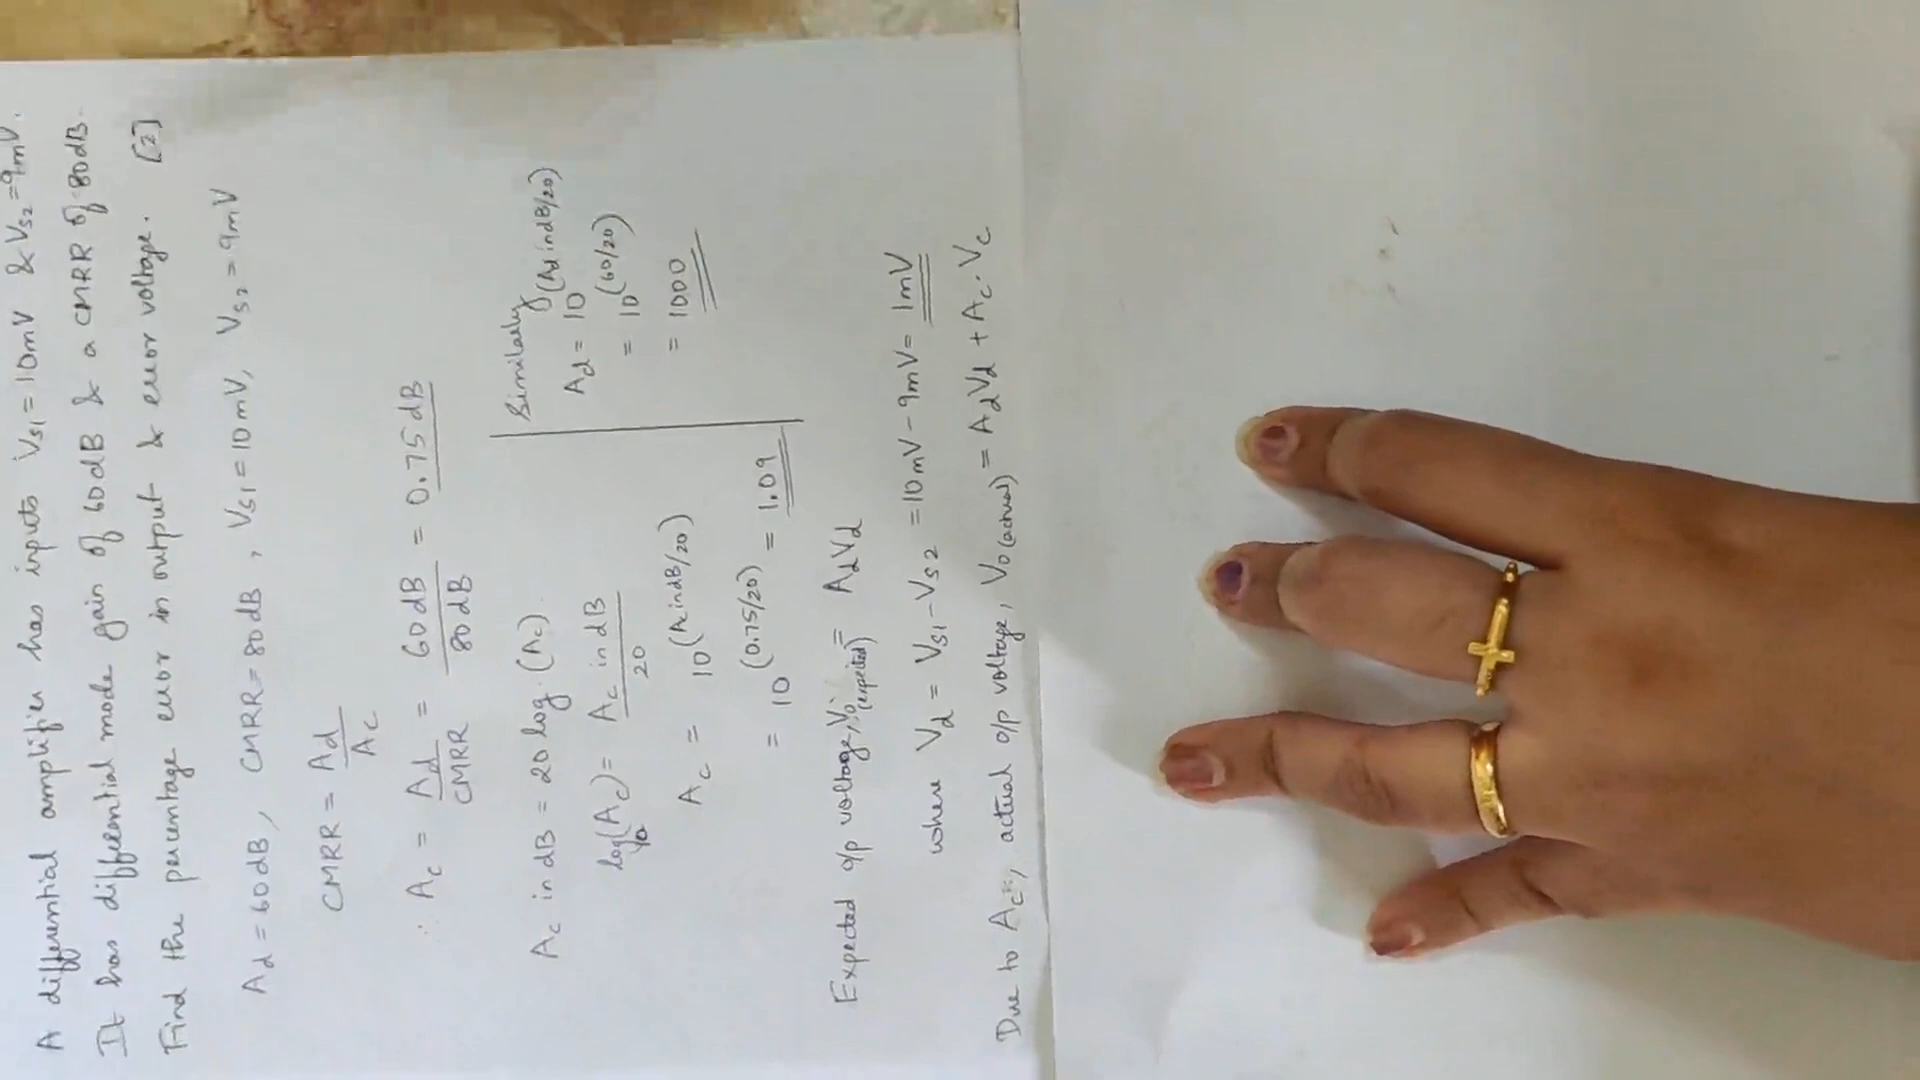 A differential amplifier has inputs Vs1 = 10mV & Vs2 = 9mV.
It has differential mode gain of 60dB & a CMRR of 80dB.
Find the percentage error in output & error voltage. [2]
Ad = 60dB, CMRR = 80dB, Vs1 = 10mV, Vs2 = 9mV
CMRR = Ad/Ac
∴ Ac = Ad/CMRR = 60dB/80dB = 0.75dB
Ac in dB = 20 log (Ac).
log(Ac) = Ac in dB/20
Ac = 10^(Ac in dB/20)
= 10^(0.75/20) = 1.09
Similarly
Ad = 10^(Ad in dB/20)
= 10^(60/20)
= 1000
Expected o/p voltage, Vo (expected) = AdVd
where Vd = Vs1 - Vs2 = 10mV - 9mV = 1mV
Due to Ac, actual o/p voltage, Vo(actual) = AdVd + Ac.Vc